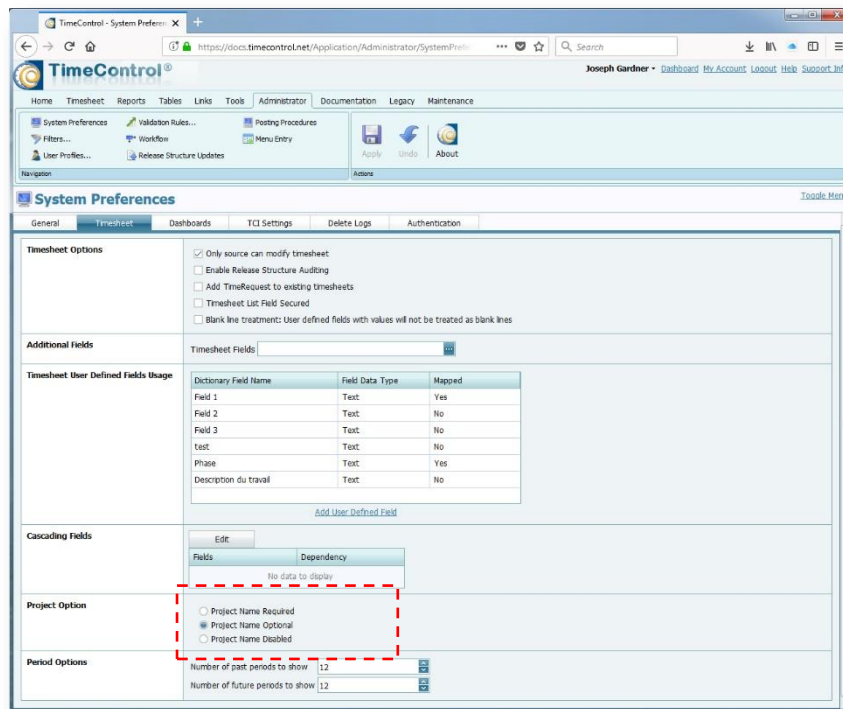 TimeControl - System Preferen
https://docs.timecontrol.net/Application/Administrator/SystemPrefe
Search
TimeControl®
Joseph Gardner • Dashboard My Account Logout Help Support Inf
Home Timesheet Reports Tables Links Tools Administrator Documentation Legacy Maintenance
System Preferences Validation Rules... Posting Procedures
Filters... Workflow Menu Entry
User Profiles... Release Structure Updates
Apply Undo About
Navigation Actions
System Preferences Toggle Men
General Timesheet Dashboards TCI Settings Delete Logs Authentication
Timesheet Options
Only source can modify timesheet
Enable Release Structure Auditing
Add TimeRequest to existing timesheets
Timesheet List Field Secured
Blank line treatment: User defined fields with values will not be treated as blank lines
Additional Fields
Timesheet Fields
Timesheet User Defined Fields Usage
Dictionary Field Name Field Data Type Mapped
Field 1 Text Yes
Field 2 Text No
Field 3 Text No
test Text No
Phase Text Yes
Description du travail Text No
Add User Defined Field
Cascading Fields
Edit
Fields Dependency
No data to display
Project Option
Project Name Required
Project Name Optional
Project Name Disabled
Period Options
Number of past periods to show 12
Number of future periods to show 12